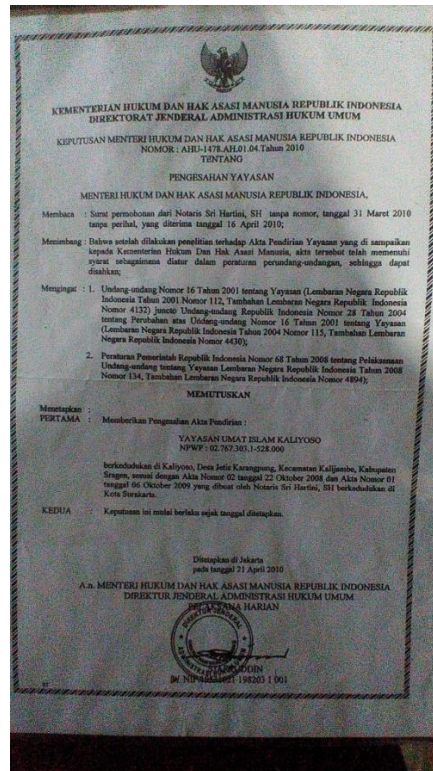 KEMENTERIAN HUKUM DAN HAK ASASI MANUSIA REPUBLIK INDONESIA
DIREKTORAT JENDERAL ADMINISTRASI HUKUM UMUM
KEPUTUSAN MENTERI HUKUM DAN HAK ASASI MANUSIA REPUBLIK INDONESIA
NOMOR : AHU-1478.AH.01.04.Tahun 2010
TENTANG
PENGESAHAN YAYASAN
MENTERI HUKUM DAN HAK ASASI MANUSIA REPUBLIK INDONESIA,
Membaca : Surat permohonan dari Notaris Sri Hartini, SH tanpa nomor, tanggal 31 Maret 2010
tanpa perihal, yang diterima tanggal 16 April 2010;
Menimbang : Bahwa setelah dilakukan penelitian terhadap Akta Pendirian Yayasan yang di sampaikan
kepada Kementerian Hukum Dan Hak Asasi Manusia, akta tersebut telah memenuhi
syarat sebagaimana diatur dalam peraturan perundang-undangan, sehingga dapat
disahkan;
Mengingat : 1. Undang-undang Nomor 16 Tahun 2001 tentang Yayasan (Lembaran Negara Republik
Indonesia Tahun 2001 Nomor 112, Tambahan Lembaran Negara Republik Indonesia
Nomor 4132) juncto Undang-undang Republik Indonesia Nomor 28 Tahun 2004
tentang Perubahan atas Undang-undang Nomor 16 Tahun 2001 tentang Yayasan
(Lembaran Negara Republik Indonesia Tahun 2004 Nomor 115, Tambahan Lembaran
Negara Republik Indonesia Nomor 4430);
2. Peraturan Pemerintah Republik Indonesia Nomor 68 Tahun 2008 tentang Pelaksanaan
Undang-undang tentang Yayasan Lembaran Negara Republik Indonesia Tahun 2008
Nomor 134, Tambahan Lembaran Negara Republik Indonesia Nomor 4894);
MEMUTUSKAN
Menetapkan :
PERTAMA : Memberikan Pengesahan Akta Pendirian :
YAYASAN UMAT ISLAM KALIYOSO
NPWP : 02.767.303.1-528.000
berkedudukan di Kaliyoso, Desa Jetis Karangpung, Kecamatan Kalijambe, Kabupaten
Sragen, sesuai dengan Akta Nomor 02 tanggal 22 Oktober 2008 dan Akta Nomor 01
tanggal 06 Oktober 2009 yang dibuat oleh Notaris Sri Hartini, SH berkedudukan di
Kota Surakarta.
KEDUA : Keputusan ini mulai berlaku sejak tanggal ditetapkan.
Ditetapkan di Jakarta
pada tanggal 21 April 2010
A.n. MENTERI HUKUM DAN HAK ASASI MANUSIA REPUBLIK INDONESIA
DIREKTUR JENDERAL ADMINISTRASI HUKUM UMUM
PELAKSANA HARIAN
DIREKTUR JENDERAL
198203 1 001